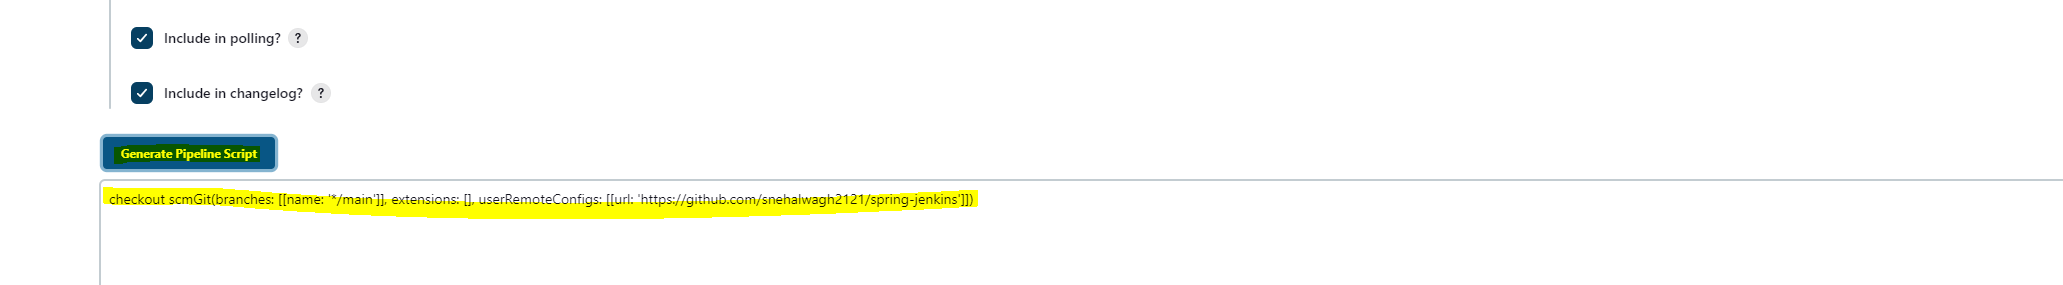 Include in polling? ?
Include in changelog? ?
Generate Pipeline Script
checkout scmGit(branches: [[name: '*/main']], extensions: [], userRemoteConfigs: [[url: 'https://github.com/snehalwagh2121/spring-jenkins']])